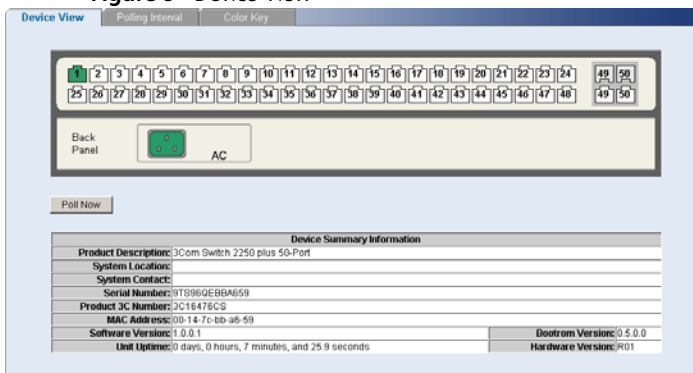 Device View Polling Interval Color Key
1 2 3 4 5 6 7 8 9 10 11 12 13 14 15 16 17 18 19 20 21 22 23 24 49 50
25 26 27 28 29 30 31 32 33 34 35 36 37 38 39 40 41 42 43 44 45 46 47 48 49 50
Back
Panel
AC
Poll Now
Device Summary Information
Product Description: 3Com Switch 2250 plus 50-Port
System Location:
System Contact:
Serial Number: 9TS96QEBBA659
Product 3C Number: 3C16476CS
MAC Address: 00-14-7c-bb-a6-59
Software Version: 1.0.0.1 Bootrom Version: 0.5.0.0
Unit Uptime: 0 days, 0 hours, 7 minutes, and 25.9 seconds Hardware Version: R01